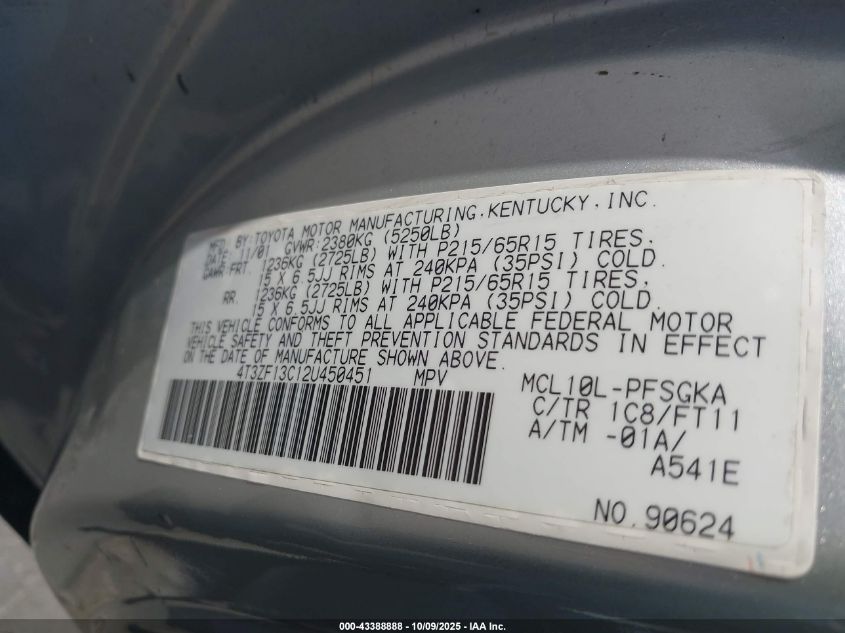 MFD. BY:TOYOTA MOTOR MANUFACTURING.KENTUCKY,INC.
DATE: 11/01 GVWR:2380KG (5250LB)
GAWR:FRT. 1236KG (2725LB) WITH P215/65R15 TIRES.
15 X 6.5JJ RIMS AT 240KPA (35PSI) COLD.
RR. 1236KG (2725LB) WITH P215/65R15 TIRES.
15 X 6.5JJ RIMS AT 240KPA (35PSI) COLD.
THIS VEHICLE CONFORMS TO ALL APPLICABLE FEDERAL MOTOR
VEHICLE SAFETY AND THEFT PREVENTION STANDARDS IN EFFECT
ON THE DATE OF MANUFACTURE SHOWN ABOVE.
4T3ZF13C12U450451 MPV
MCL10L-PFSGKA
C/TR 1C8/FT11
A/TM -01A/
A541E
NO.90624
000-43388888 - 10/09/2025 - IAA Inc.